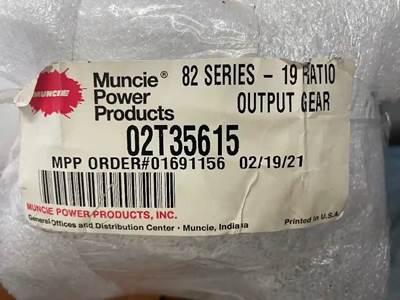 MUNCIE
Muncie®
Power
Products
82 SERIES - 19 RATIO
OUTPUT GEAR
02T35615
MPP ORDER#01691156 02/19/21
MUNCIE POWER PRODUCTS, INC.
General Offices and Distribution Center • Muncie, Indiana
Printed in U.S.A.